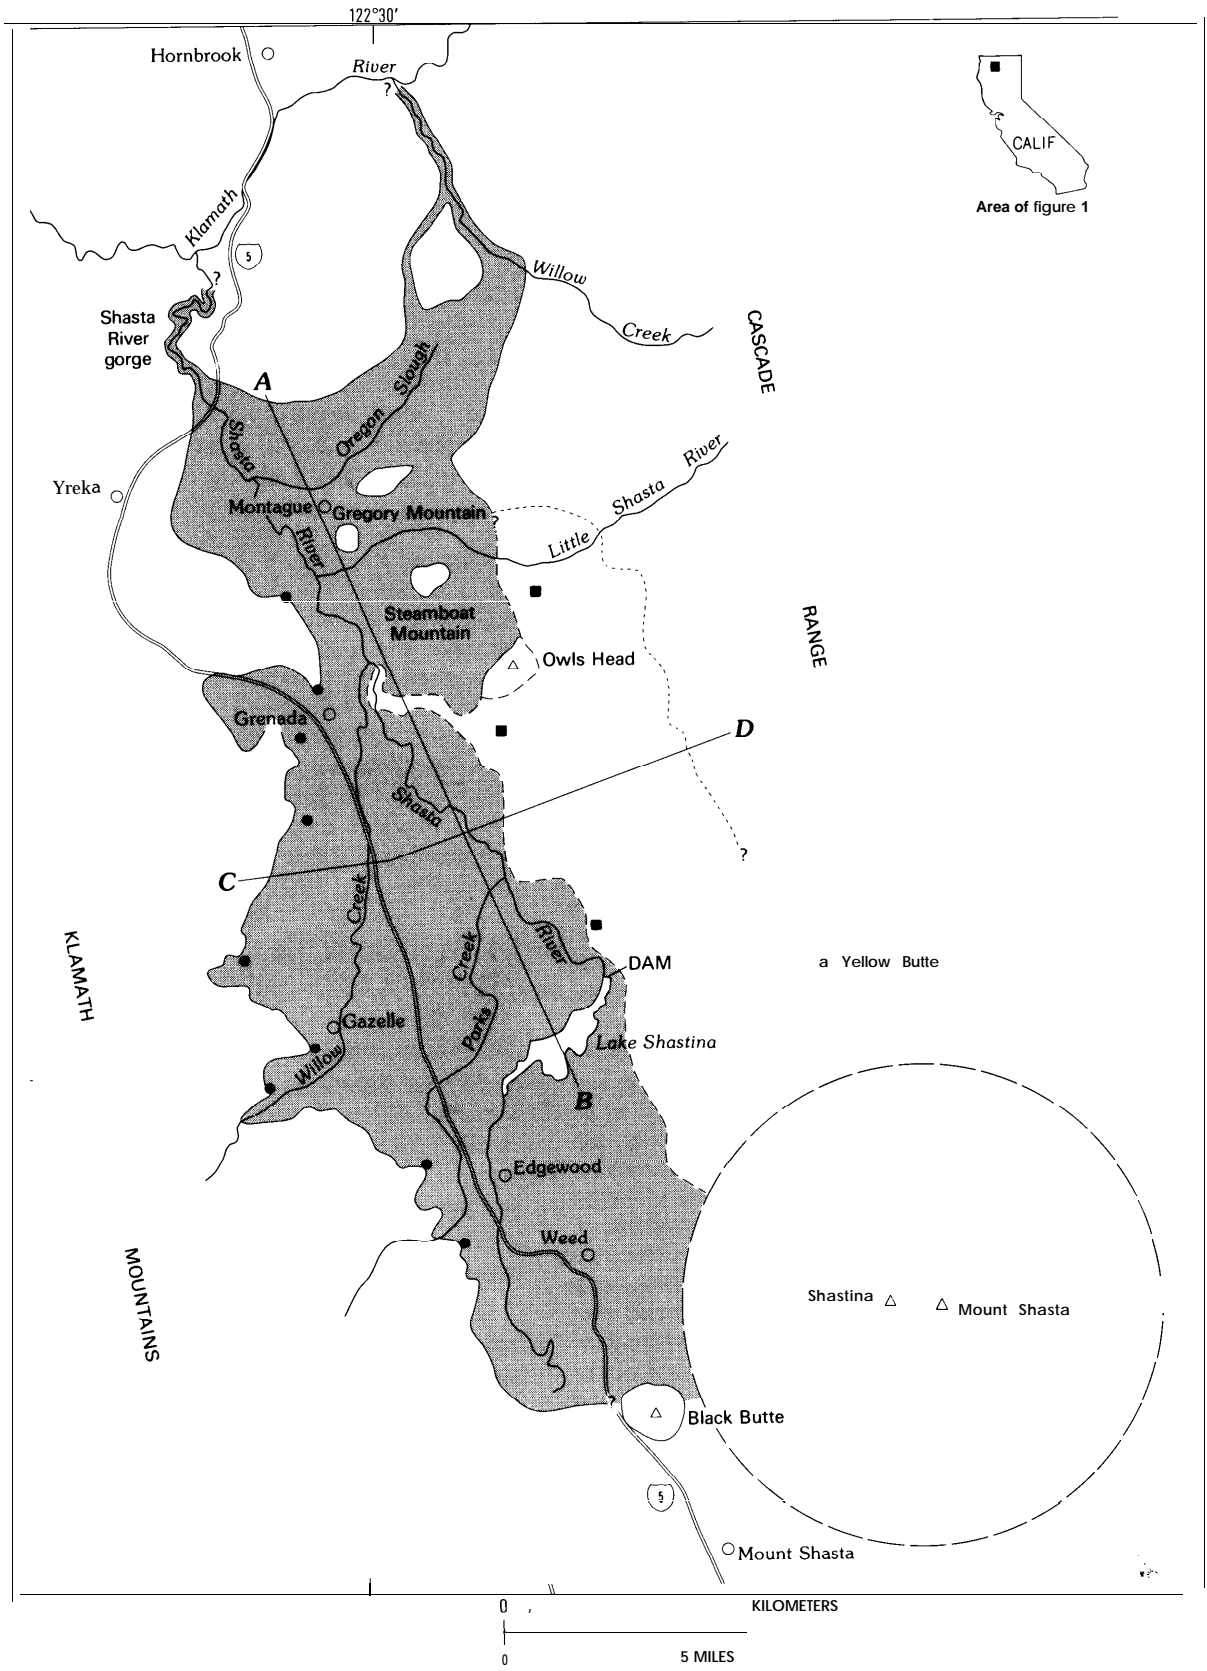 122°30′
Hornbrook
River
?
CALIF
Area of figure 1
Klamath
5
?
Willow
Creek
Shasta
River
gorge
CASCADE
A
Slough
Oregon
Shasta
River
Shasta
Little
Yreka
Montague
Gregory Mountain
?
River
Steamboat
Mountain
RANGE
Owls Head
Grenada
D
Shasta
?
C
Creek
KLAMATH
Creek
River
DAM
a Yellow Butte
Gazelle
Parks
Lake Shastina
Willow
B
Edgewood
Weed
MOUNTAINS
Shastina
Mount Shasta
?
Black Butte
5
Mount Shasta
0
KILOMETERS
0
5 MILES